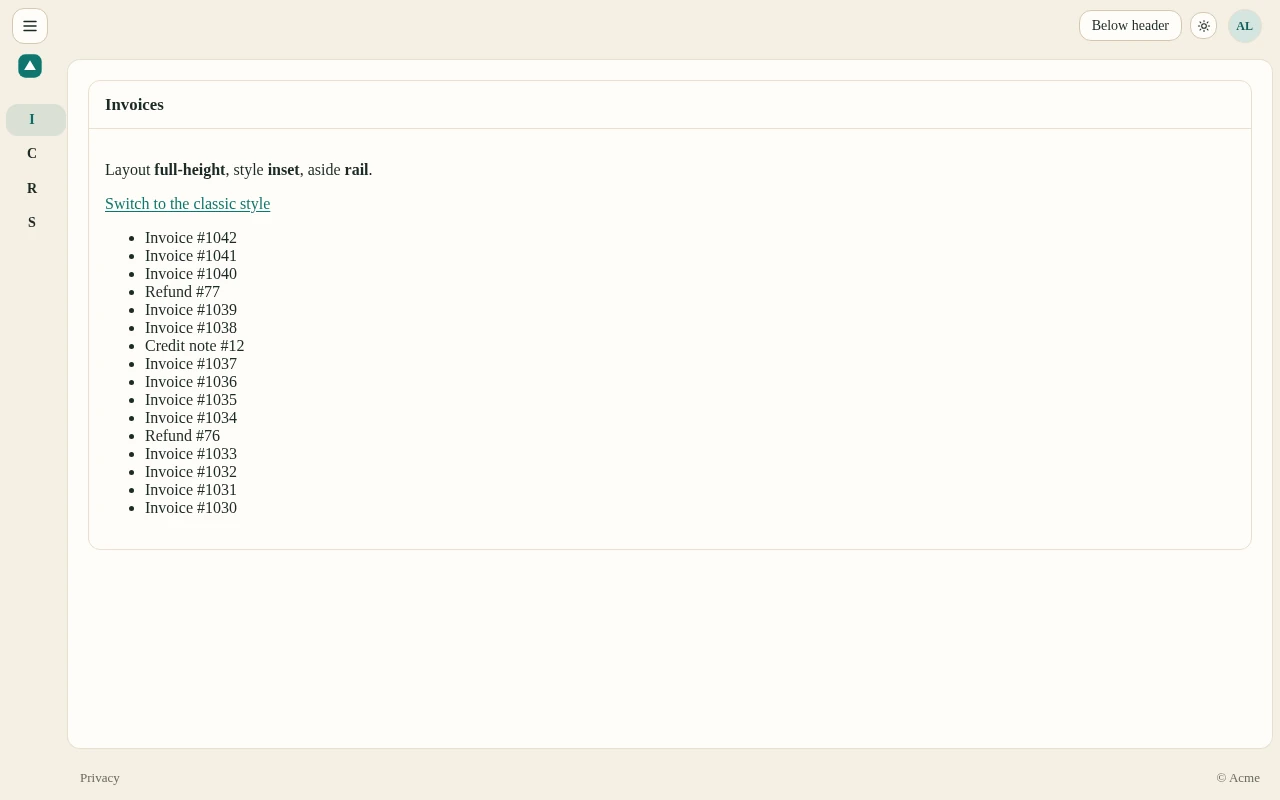 Below header
AL
I
C
R
S
Invoices
Layout full-height, style inset, aside rail.
Switch to the classic style
Invoice #1042
Invoice #1041
Invoice #1040
Refund #77
Invoice #1039
Invoice #1038
Credit note #12
Invoice #1037
Invoice #1036
Invoice #1035
Invoice #1034
Refund #76
Invoice #1033
Invoice #1032
Invoice #1031
Invoice #1030
Privacy
© Acme